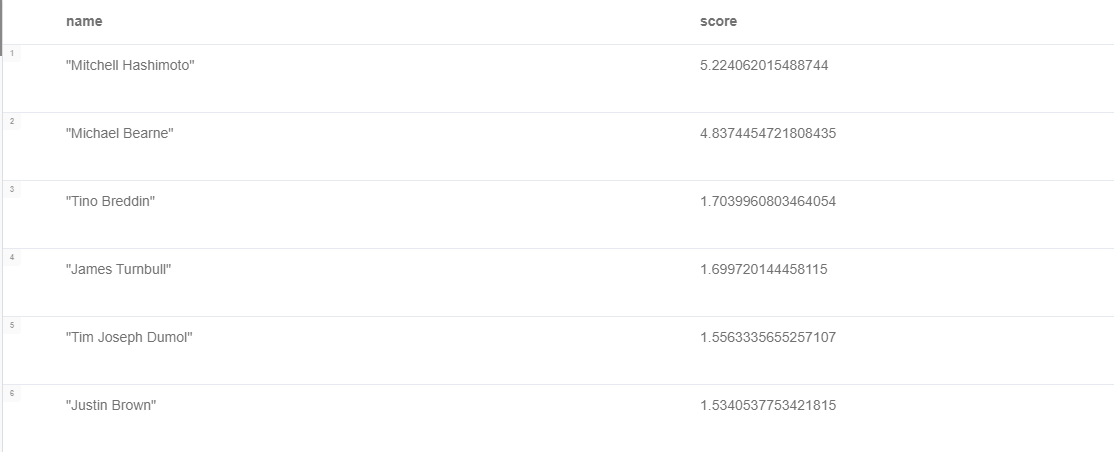 name score
1
"Mitchell Hashimoto" 5.224062015488744
2
"Michael Bearne" 4.8374454721808435
3
"Tino Breddin" 1.7039960803464054
4
"James Turnbull" 1.699720144458115
5
"Tim Joseph Dumol" 1.5563335655257107
6
"Justin Brown" 1.5340537753421815